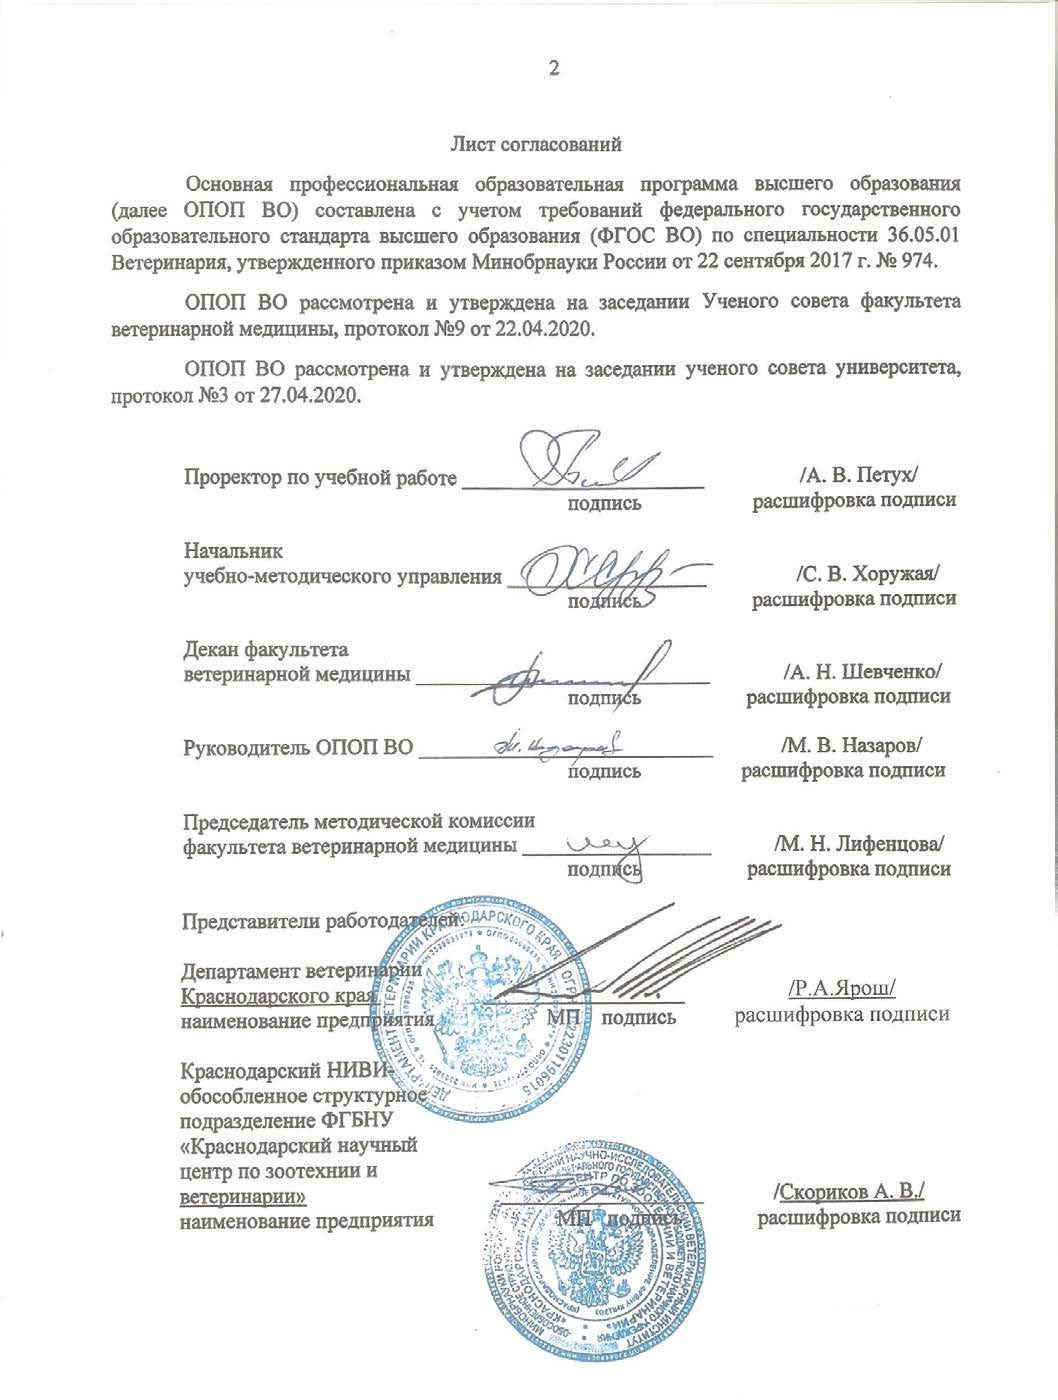 2
Лист согласований
Основная профессиональная образовательная программа высшего образования
(далее ОПОП ВО) составлена с учетом требований федерального государственного
образовательного стандарта высшего образования (ФГОС ВО) по специальности 36.05.01
Ветеринария, утвержденного приказом Минобрнауки России от 22 сентября 2017 г. № 974.
ОПОП ВО рассмотрена и утверждена на заседании Ученого совета факультета
ветеринарной медицины, протокол №9 от 22.04.2020.
ОПОП ВО рассмотрена и утверждена на заседании ученого совета университета,
протокол №3 от 27.04.2020.
Проректор по учебной работе /А. В. Петух/
подпись расшифровка подписи
Начальник
учебно-методического управления /С. В. Хоружая/
подпись расшифровка подписи
Декан факультета
ветеринарной медицины /А. Н. Шевченко/
подпись расшифровка подписи
Руководитель ОПОП ВО /М. В. Назаров/
подпись расшифровка подписи
Председатель методической комиссии
факультета ветеринарной медицины /М. Н. Лифенцова/
подпись расшифровка подписи
Представители работодателей:
Департамент ветеринарии
Краснодарского края /Р.А.Ярош/
наименование предприятия МП подпись расшифровка подписи
ДЕПАРТАМЕНТ ВЕТЕРИНАРИИ КРАСНОДАРСКОГО КРАЯ
Краснодарский НИВИ-
обособленное структурное
подразделение ФГБНУ
«Краснодарский научный
центр по зоотехнии и
ветеринарии» /Скориков А. В./
наименование предприятия МП подпись расшифровка подписи